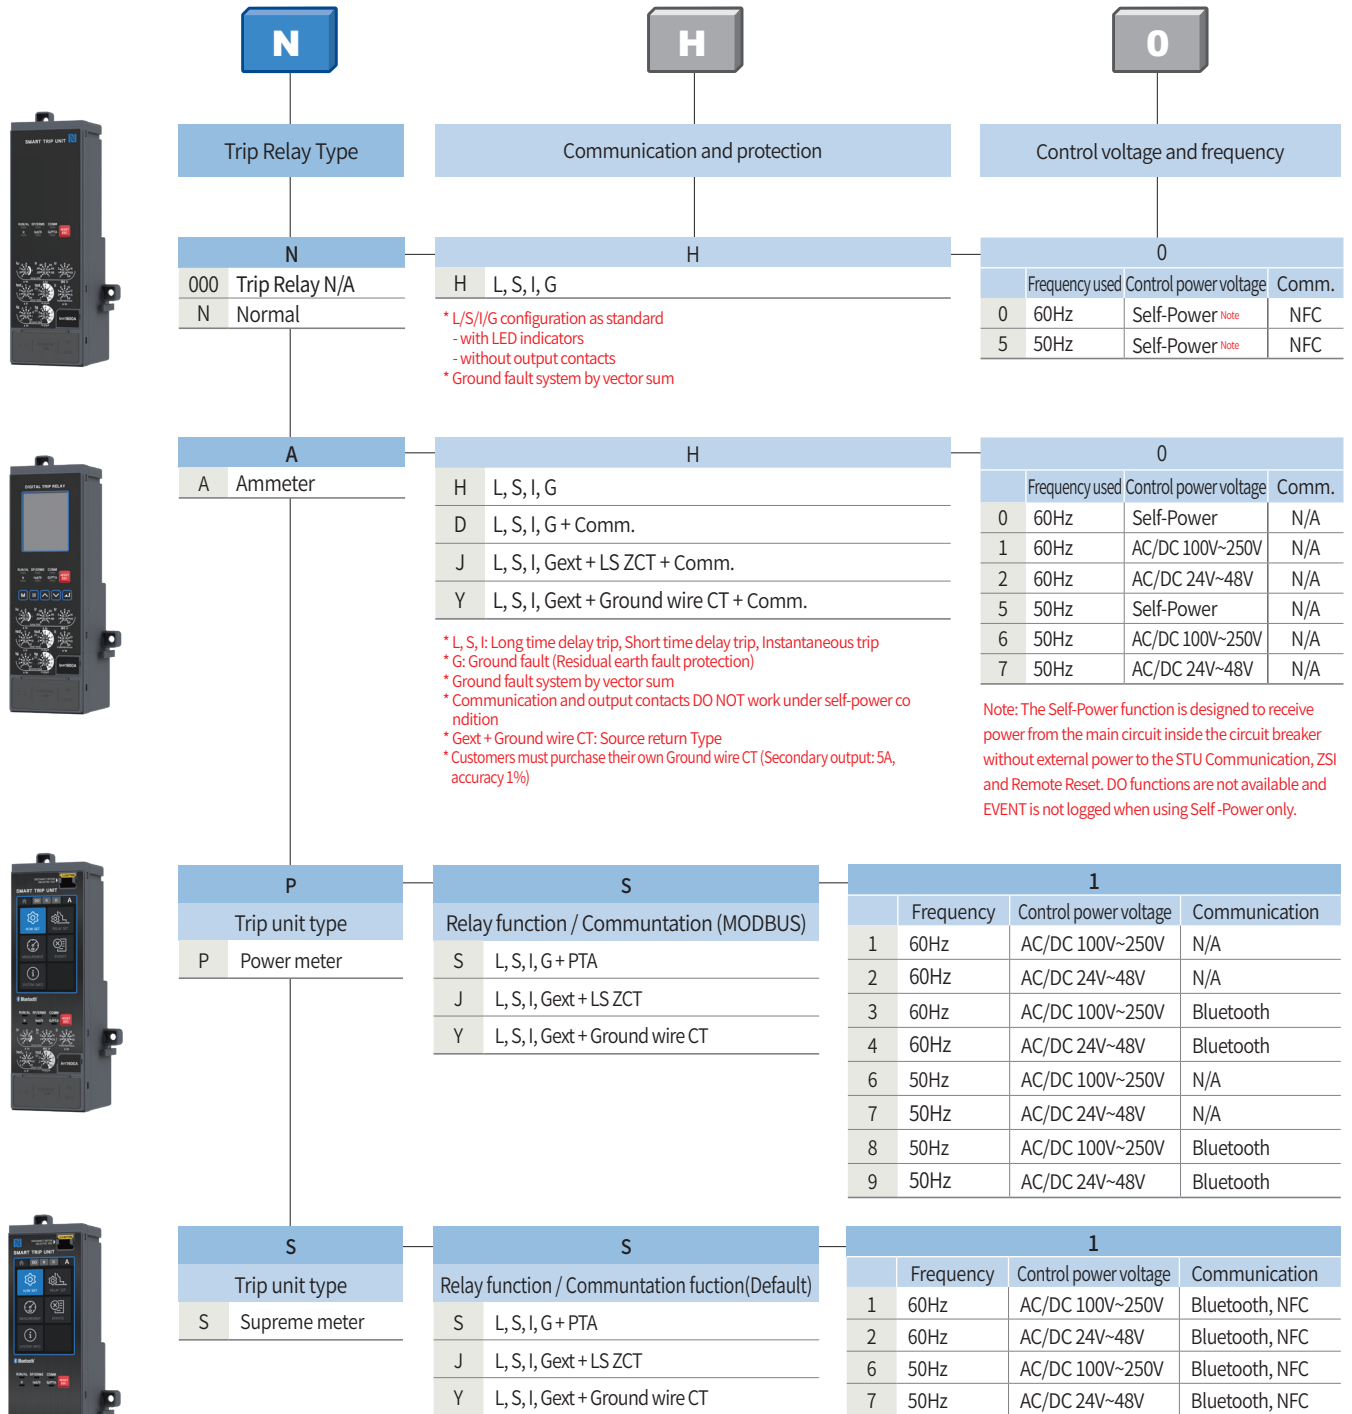 N H 0
Trip Relay Type Communication and protection Control voltage and frequency
SMART TRIP UNIT
N H 0
000 Trip Relay N/A H L, S, I, G Frequency used Control power voltage Comm.
N Normal 0 60Hz Self-Power Note NFC
5 50Hz Self-Power Note NFC
* L/S/I/G configuration as standard
- with LED indicators
- without output contacts
* Ground fault system by vector sum
A H 0
A Ammeter H L, S, I, G Frequency used Control power voltage Comm.
DIGITAL TRIP RELAY
D L, S, I, G + Comm. 0 60Hz Self-Power N/A
J L, S, I, Gext + LS ZCT + Comm. 1 60Hz AC/DC 100V~250V N/A
Y L, S, I, Gext + Ground wire CT + Comm. 2 60Hz AC/DC 24V~48V N/A
5 50Hz Self-Power N/A
6 50Hz AC/DC 100V~250V N/A
7 50Hz AC/DC 24V~48V N/A
* L, S, I: Long time delay trip, Short time delay trip, Instantaneous trip
* G: Ground fault (Residual earth fault protection)
* Ground fault system by vector sum
* Communication and output contacts DO NOT work under self-power co
ndition
* Gext + Ground wire CT: Source return Type
* Customers must purchase their own Ground wire CT (Secondary output: 5A,
accuracy 1%)
Note: The Self-Power function is designed to receive
power from the main circuit inside the circuit breaker
without external power to the STU Communication, ZSI
and Remote Reset. DO functions are not available and
EVENT is not logged when using Self -Power only.
P S 1
Trip unit type Relay function / Communtation (MODBUS) Frequency Control power voltage Communication
SMART TRIP UNIT
P Power meter S L, S, I, G + PTA 1 60Hz AC/DC 100V~250V N/A
J L, S, I, Gext + LS ZCT 2 60Hz AC/DC 24V~48V N/A
Y L, S, I, Gext + Ground wire CT 3 60Hz AC/DC 100V~250V Bluetooth
4 60Hz AC/DC 24V~48V Bluetooth
6 50Hz AC/DC 100V~250V N/A
7 50Hz AC/DC 24V~48V N/A
8 50Hz AC/DC 100V~250V Bluetooth
9 50Hz AC/DC 24V~48V Bluetooth
Bluetooth
S S 1
Trip unit type Relay function / Communtation fuction(Default) Frequency Control power voltage Communication
SMART TRIP UNIT
S Supreme meter S L, S, I, G + PTA 1 60Hz AC/DC 100V~250V Bluetooth, NFC
J L, S, I, Gext + LS ZCT 2 60Hz AC/DC 24V~48V Bluetooth, NFC
Y L, S, I, Gext + Ground wire CT 6 50Hz AC/DC 100V~250V Bluetooth, NFC
7 50Hz AC/DC 24V~48V Bluetooth, NFC
Bluetooth